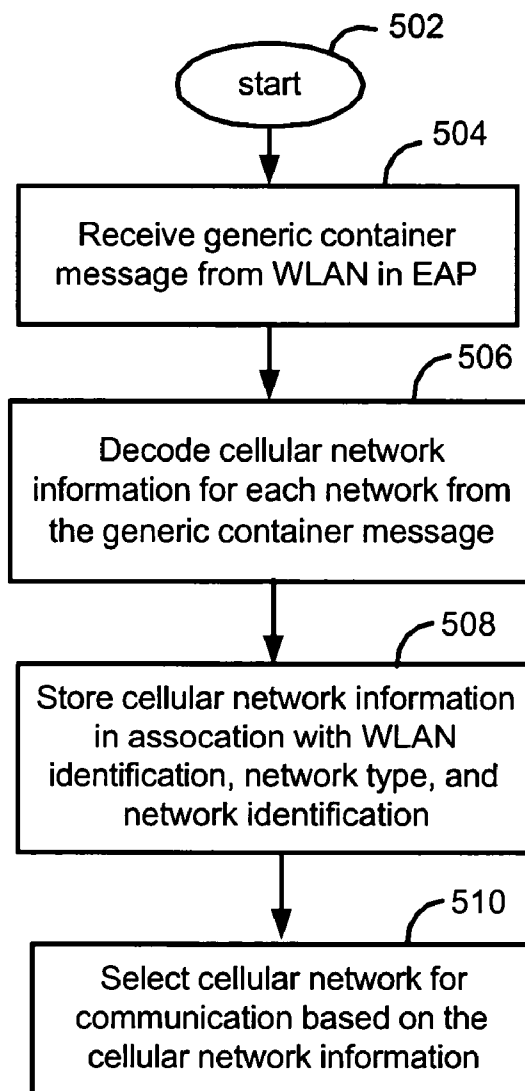 502
start
504
Receive generic container
message from WLAN in EAP
506
Decode cellular network
information for each network from
the generic container message
508
Store cellular network information
in assocation with WLAN
identification, network type, and
network identification
510
Select cellular network for
communication based on the
cellular network information